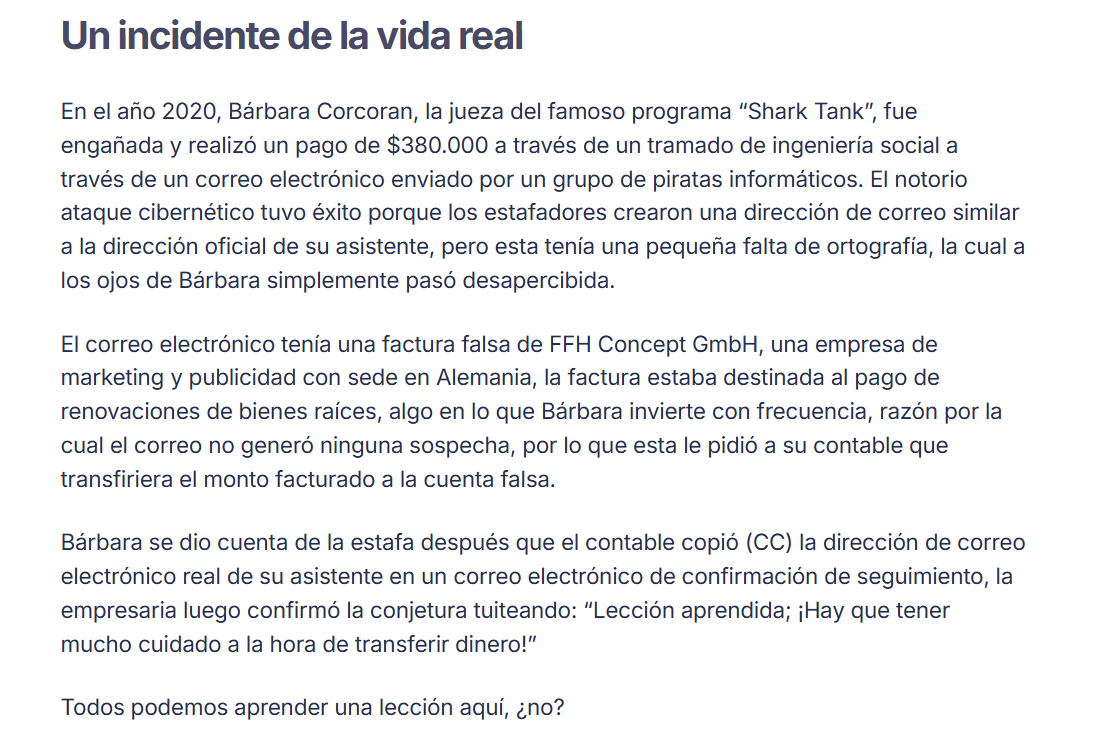 Un incidente de la vida real
En el año 2020, Bárbara Corcoran, la jueza del famoso programa “Shark Tank”, fue
engañada y realizó un pago de $380.000 a través de un tramado de ingeniería social a
través de un correo electrónico enviado por un grupo de piratas informáticos. El notorio
ataque cibernético tuvo éxito porque los estafadores crearon una dirección de correo similar
a la dirección oficial de su asistente, pero esta tenía una pequeña falta de ortografía, la cual a
los ojos de Bárbara simplemente pasó desapercibida.
El correo electrónico tenía una factura falsa de FFH Concept GmbH, una empresa de
marketing y publicidad con sede en Alemania, la factura estaba destinada al pago de
renovaciones de bienes raíces, algo en lo que Bárbara invierte con frecuencia, razón por la
cual el correo no generó ninguna sospecha, por lo que esta le pidió a su contable que
transfiriera el monto facturado a la cuenta falsa.
Bárbara se dio cuenta de la estafa después que el contable copió (CC) la dirección de correo
electrónico real de su asistente en un correo electrónico de confirmación de seguimiento, la
empresaria luego confirmó la conjetura tuiteando: “Lección aprendida; ¡Hay que tener
mucho cuidado a la hora de transferir dinero!”
Todos podemos aprender una lección aquí, ¿no?